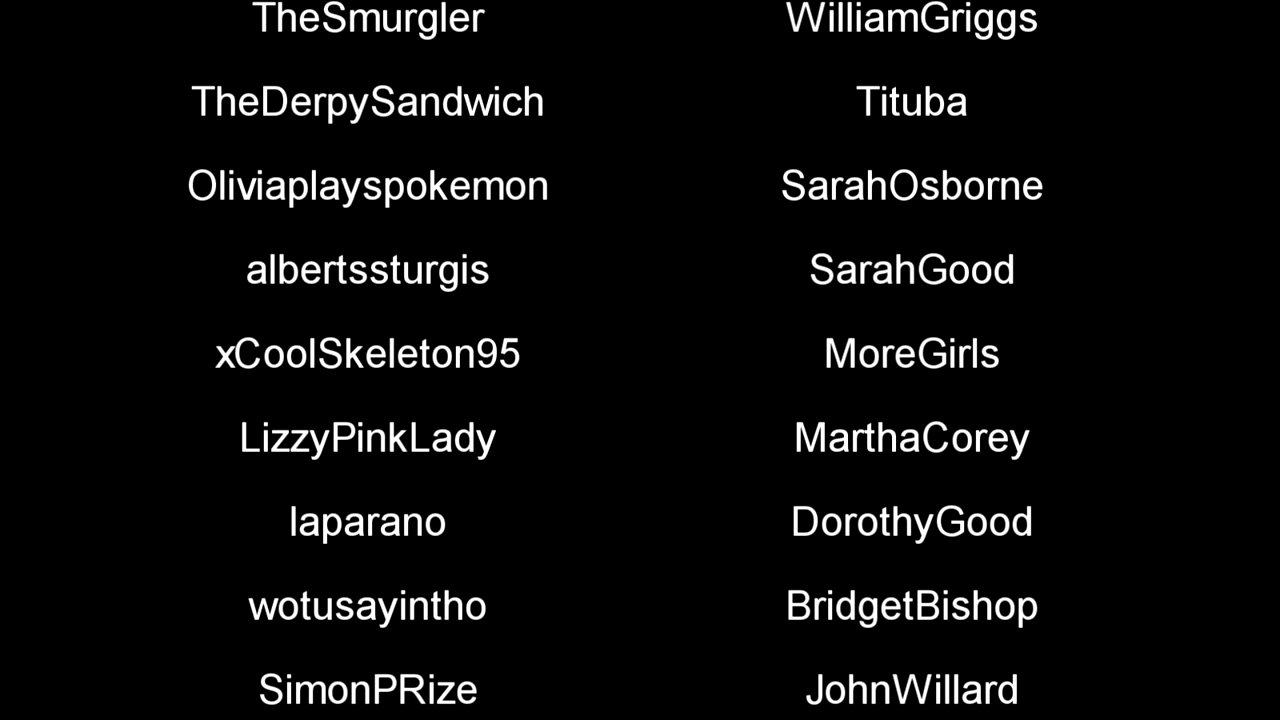 TheSmurgler WilliamGriggs
TheDerpySandwich Tituba
Oliviaplayspokemon SarahOsborne
albertssturgis SarahGood
xCoolSkeleton95 MoreGirls
LizzyPinkLady MarthaCorey
laparano DorothyGood
wotusayintho BridgetBishop
SimonPRize JohnWillard